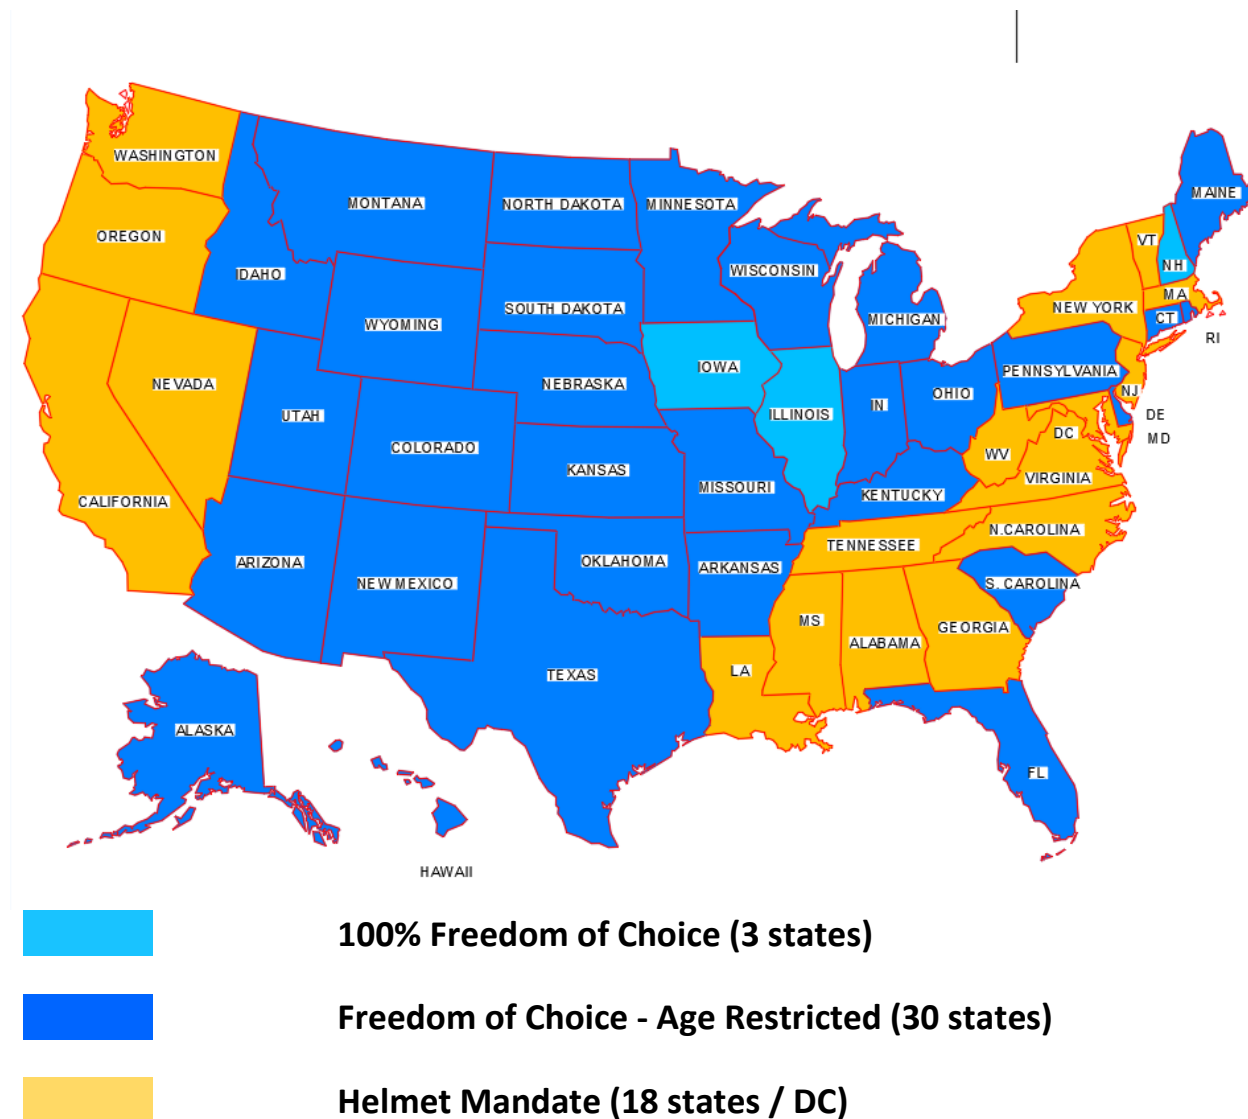 WASHINGTON
MONTANA
NORTH DAKOTA
MINNESOTA
MAINE
OREGON
VT
IDAHO
WISCONSIN
NH
SOUTH DAKOTA
MA
NEW YORK
WYOMING
MICHIGAN
CT
RI
IOWA
PENNSYLVANIA
NEVADA
NEBRASKA
OHIO
NJ
UTAH
ILLINOIS
IN
DE
COLORADO
DC
MD
KANSAS
WV
CALIFORNIA
MISSOURI
KENTUCKY
VIRGINIA
N.CAROLINA
TENNESSEE
ARIZONA
OKLAHOMA
ARKANSAS
NEW MEXICO
S. CAROLINA
MS
GEORGIA
ALABAMA
TEXAS
LA
ALASKA
FL
HAWAII
100% Freedom of Choice (3 states)
Freedom of Choice - Age Restricted (30 states)
Helmet Mandate (18 states / DC)